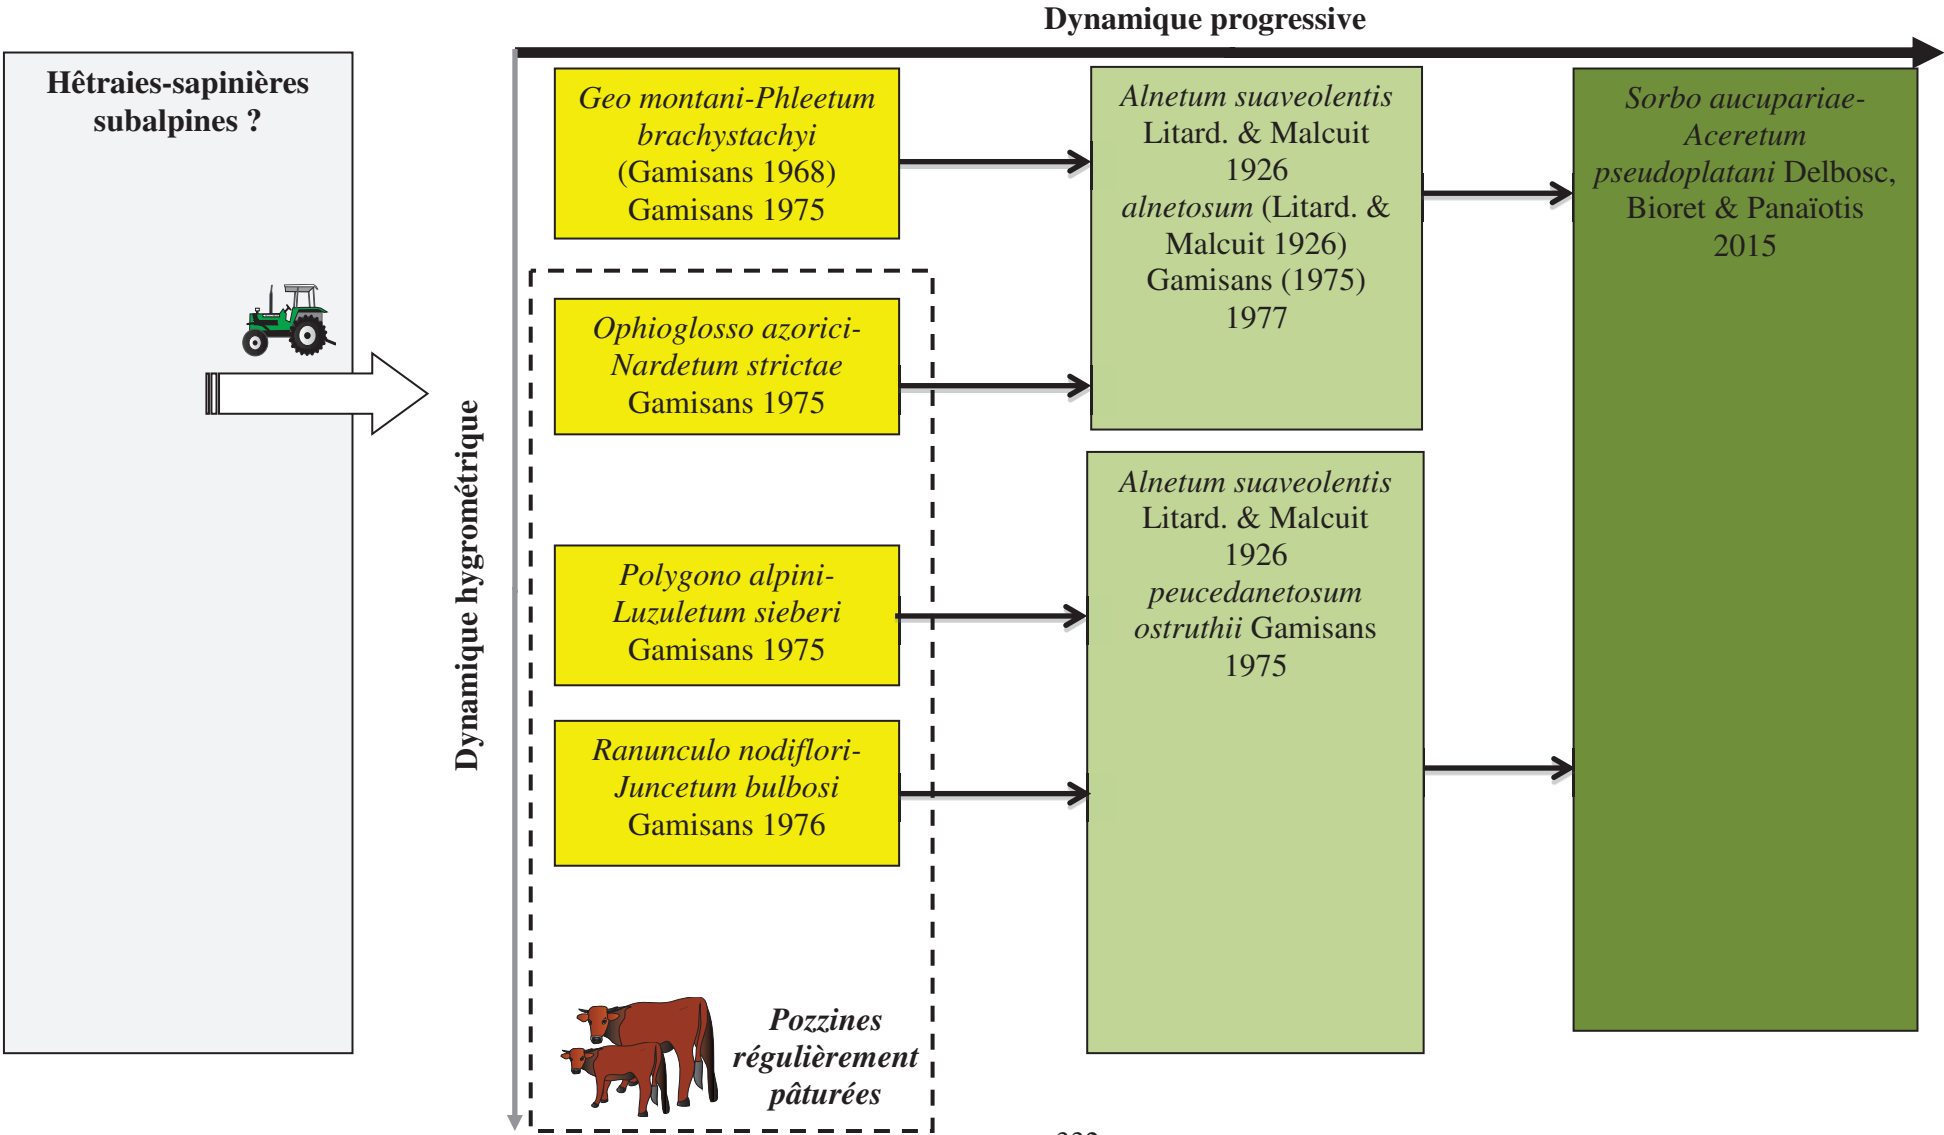 Dynamique progressive
Hêtraies-sapinières
subalpines ?
Dynamique hygrométrique
Geo montani-Phleetum
brachystachyi
(Gamisans 1968)
Gamisans 1975
Ophioglosso azorici-
Nardetum strictae
Gamisans 1975
Polygono alpini-
Luzuletum sieberi
Gamisans 1975
Ranunculo nodiflori-
Juncetum bulbosi
Gamisans 1976
Pozzines
régulièrement
pâturées
Alnetum suaveolentis
Litard. & Malcuit
1926
alnetosum (Litard. &
Malcuit 1926)
Gamisans (1975)
1977
Alnetum suaveolentis
Litard. & Malcuit
1926
peucedanetosum
ostruthii Gamisans
1975
Sorbo aucupariae-
Aceretum
pseudoplatani Delbosc,
Bioret & Panaïotis
2015